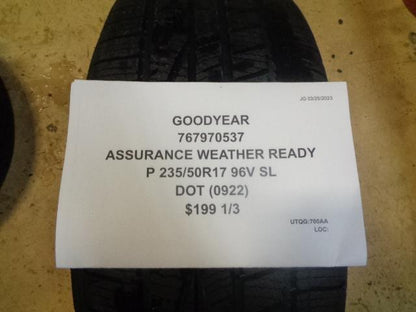 JG 03/20/2023
GOODYEAR
767970537
ASSURANCE WEATHER READY
P 235/50R17 96V SL
DOT (0922)
$199 1/3
UTQG:700AA
LOC: